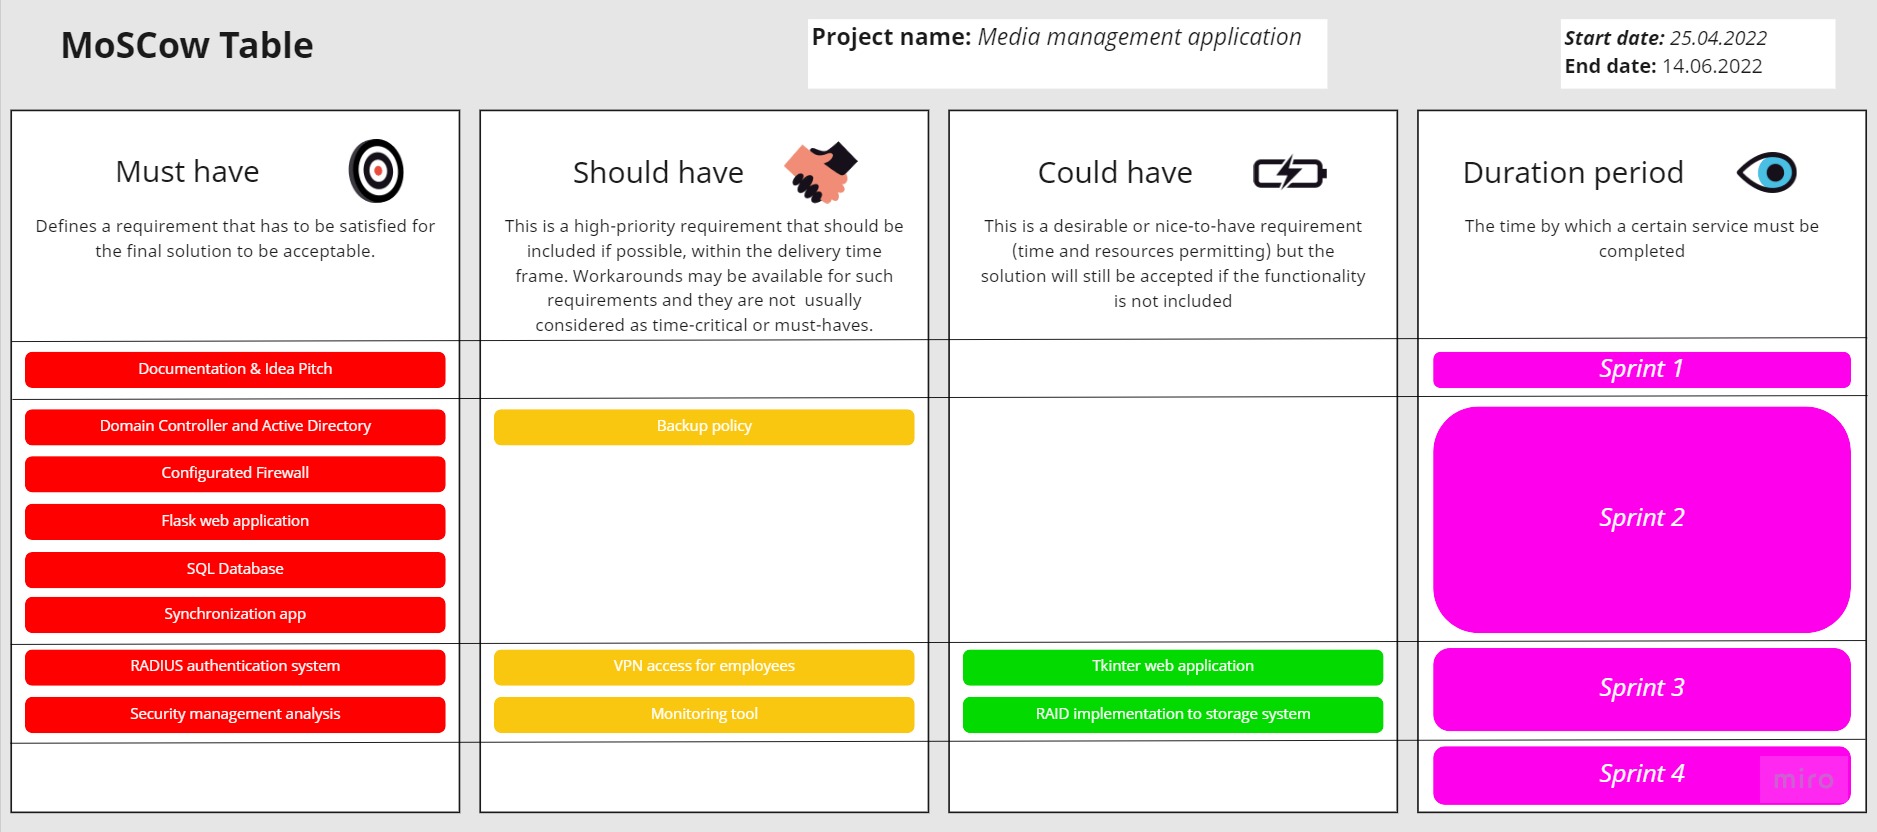 MoSCow Table
Project name: Media management application
Start date: 25.04.2022
End date: 14.06.2022
Must have
Defines a requirement that has to be satisfied for
the final solution to be acceptable.
Should have
This is a high-priority requirement that should be
included if possible, within the delivery time
frame. Workarounds may be available for such
requirements and they are not  usually
considered as time-critical or must-haves.
Could have
This is a desirable or nice-to-have requirement
(time and resources permitting) but the
solution will still be accepted if the functionality
is not included
Duration period
The time by which a certain service must be
completed
Documentation & Idea Pitch
Sprint 1
Domain Controller and Active Directory
Configurated Firewall
Flask web application
SQL Database
Synchronization app
Backup policy
Sprint 2
RADIUS authentication system
Security management analysis
VPN access for employees
Monitoring tool
Tkinter web application
RAID implementation to storage system
Sprint 3
Sprint 4
miro